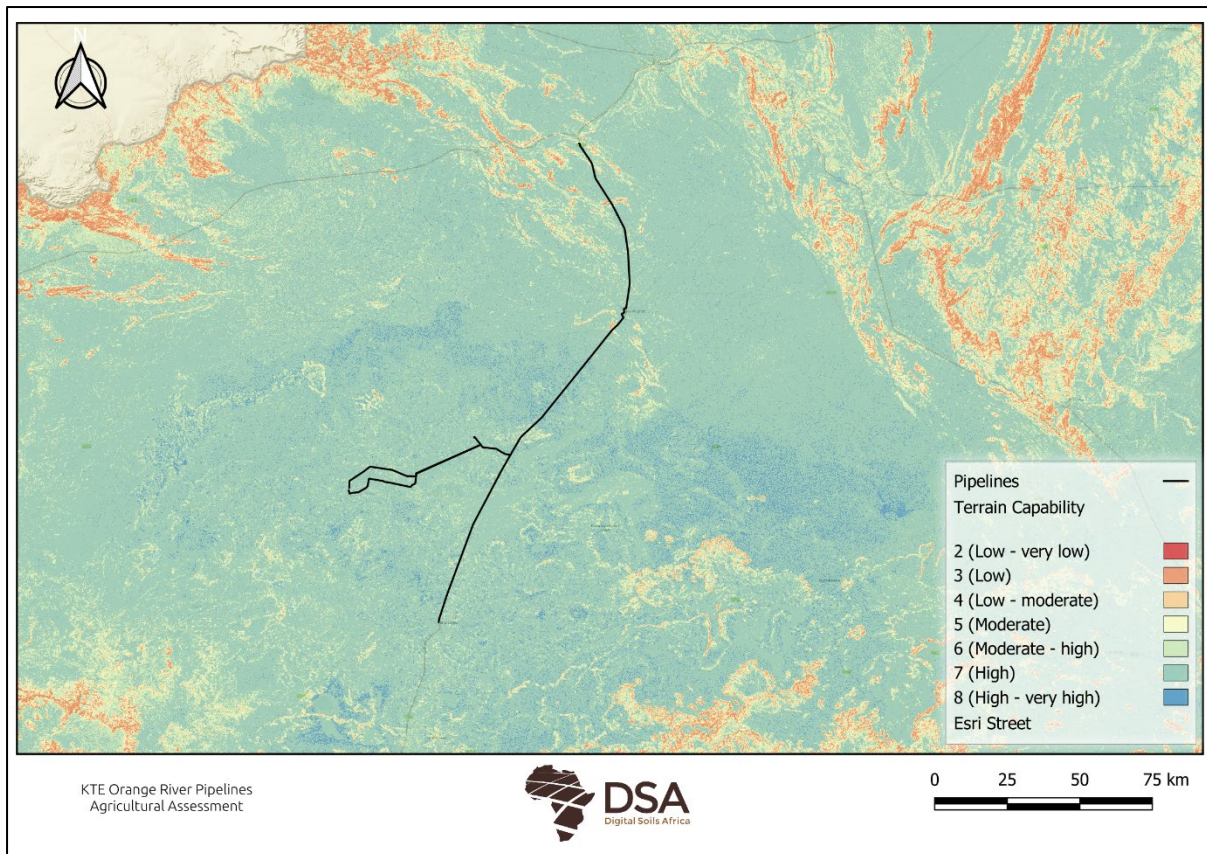 N
Pipelines
Terrain Capability
2 (Low - very low)
3 (Low)
4 (Low - moderate)
5 (Moderate)
6 (Moderate - high)
7 (High)
8 (High - very high)
Esri Street
KTE Orange River Pipelines
Agricultural Assessment
DSA
Digital Soils Africa
0 25 50 75 km